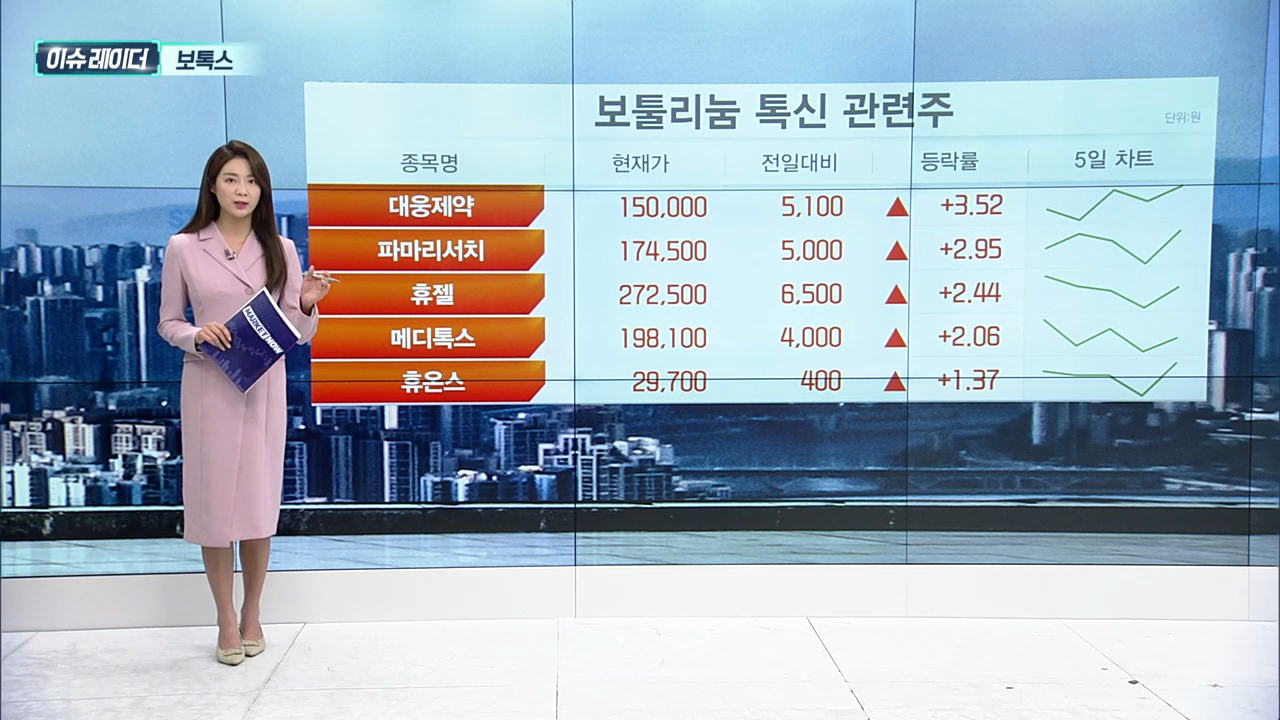 이슈 레이더 보톡스
보툴리눔 톡신 관련주
단위:원
종목명 현재가 전일대비 등락률 5일 차트
대웅제약 150,000 5,100 ▲ +3.52
파마리서치 174,500 5,000 ▲ +2.95
휴젤 272,500 6,500 ▲ +2.44
메디톡스 198,100 4,000 ▲ +2.06
휴온스 29,700 400 ▲ +1.37
MARKET NOW